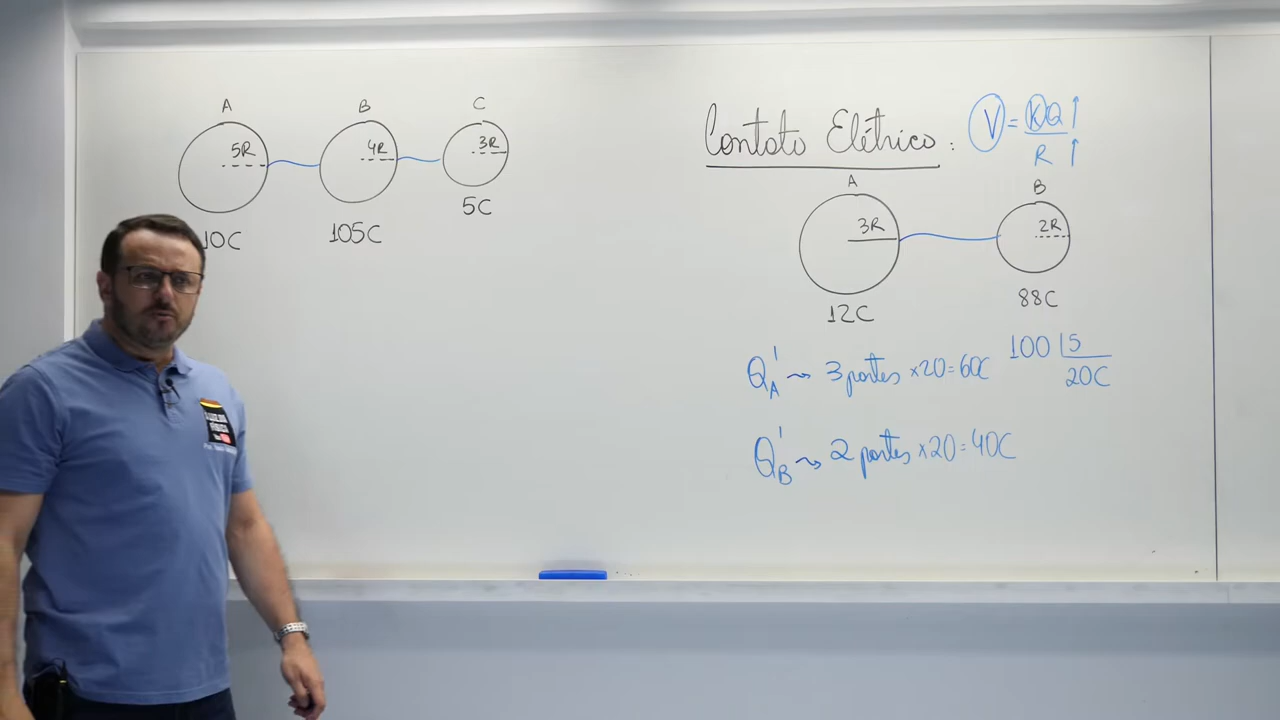 A B C
5R 4R 3R
10C 105C 5C
Contato Elétrico: V = KQ↑
R ↑
A B
3R 2R
12C 88C
Q'A ⤳ 3 partes ×20=60C
100 | 5
20C
Q'B ⤳ 2 partes ×20=40C